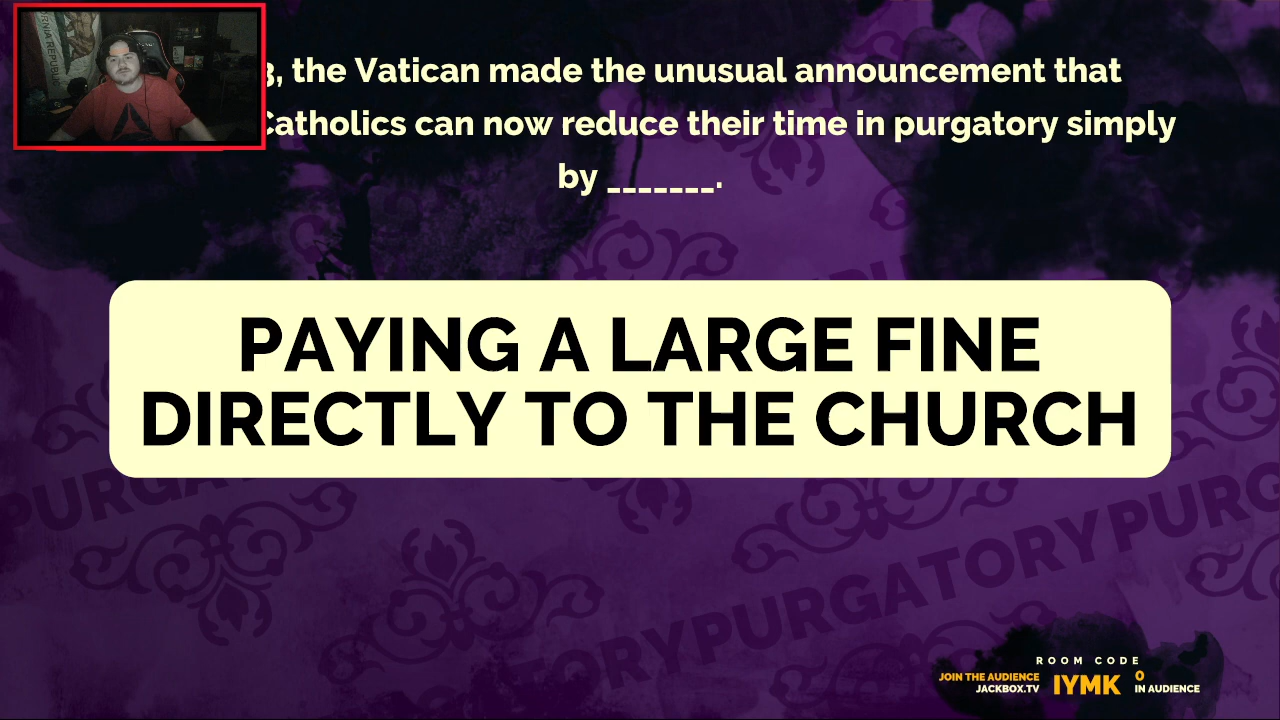 3, the Vatican made the unusual announcement that
Catholics can now reduce their time in purgatory simply
by _______.
PAYING A LARGE FINE
DIRECTLY TO THE CHURCH
PURGATORYPURG
ROOM CODE
JOIN THE AUDIENCE
JACKBOX.TV
IYMK
0
IN AUDIENCE